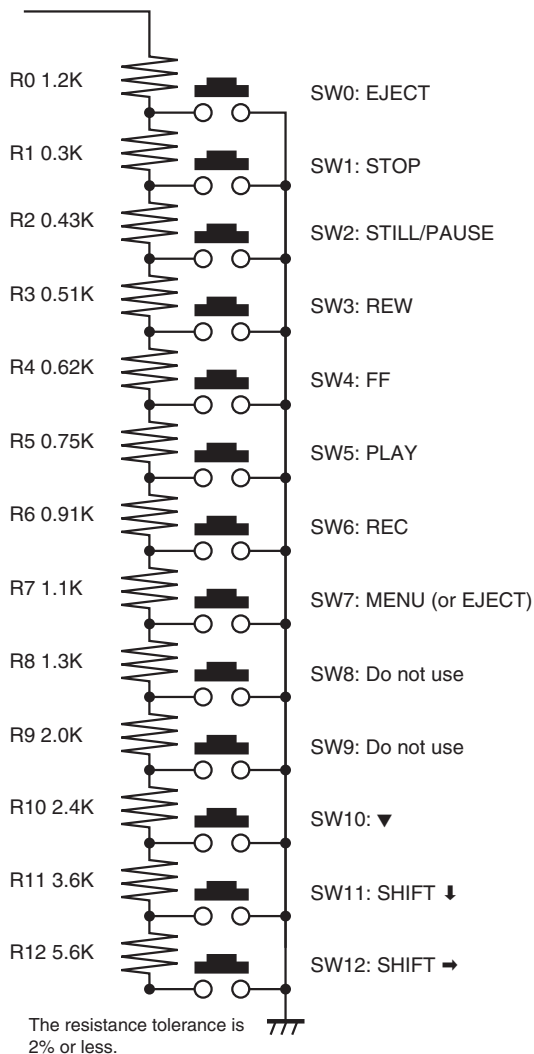 R0 1.2K
SW0: EJECT
R1 0.3K
SW1: STOP
R2 0.43K
SW2: STILL/PAUSE
R3 0.51K
SW3: REW
R4 0.62K
SW4: FF
R5 0.75K
SW5: PLAY
R6 0.91K
SW6: REC
R7 1.1K
SW7: MENU (or EJECT)
R8 1.3K
SW8: Do not use
R9 2.0K
SW9: Do not use
R10 2.4K
SW10: ▼
R11 3.6K
SW11: SHIFT ⬇
R12 5.6K
SW12: SHIFT ➡
The resistance tolerance is
2% or less.